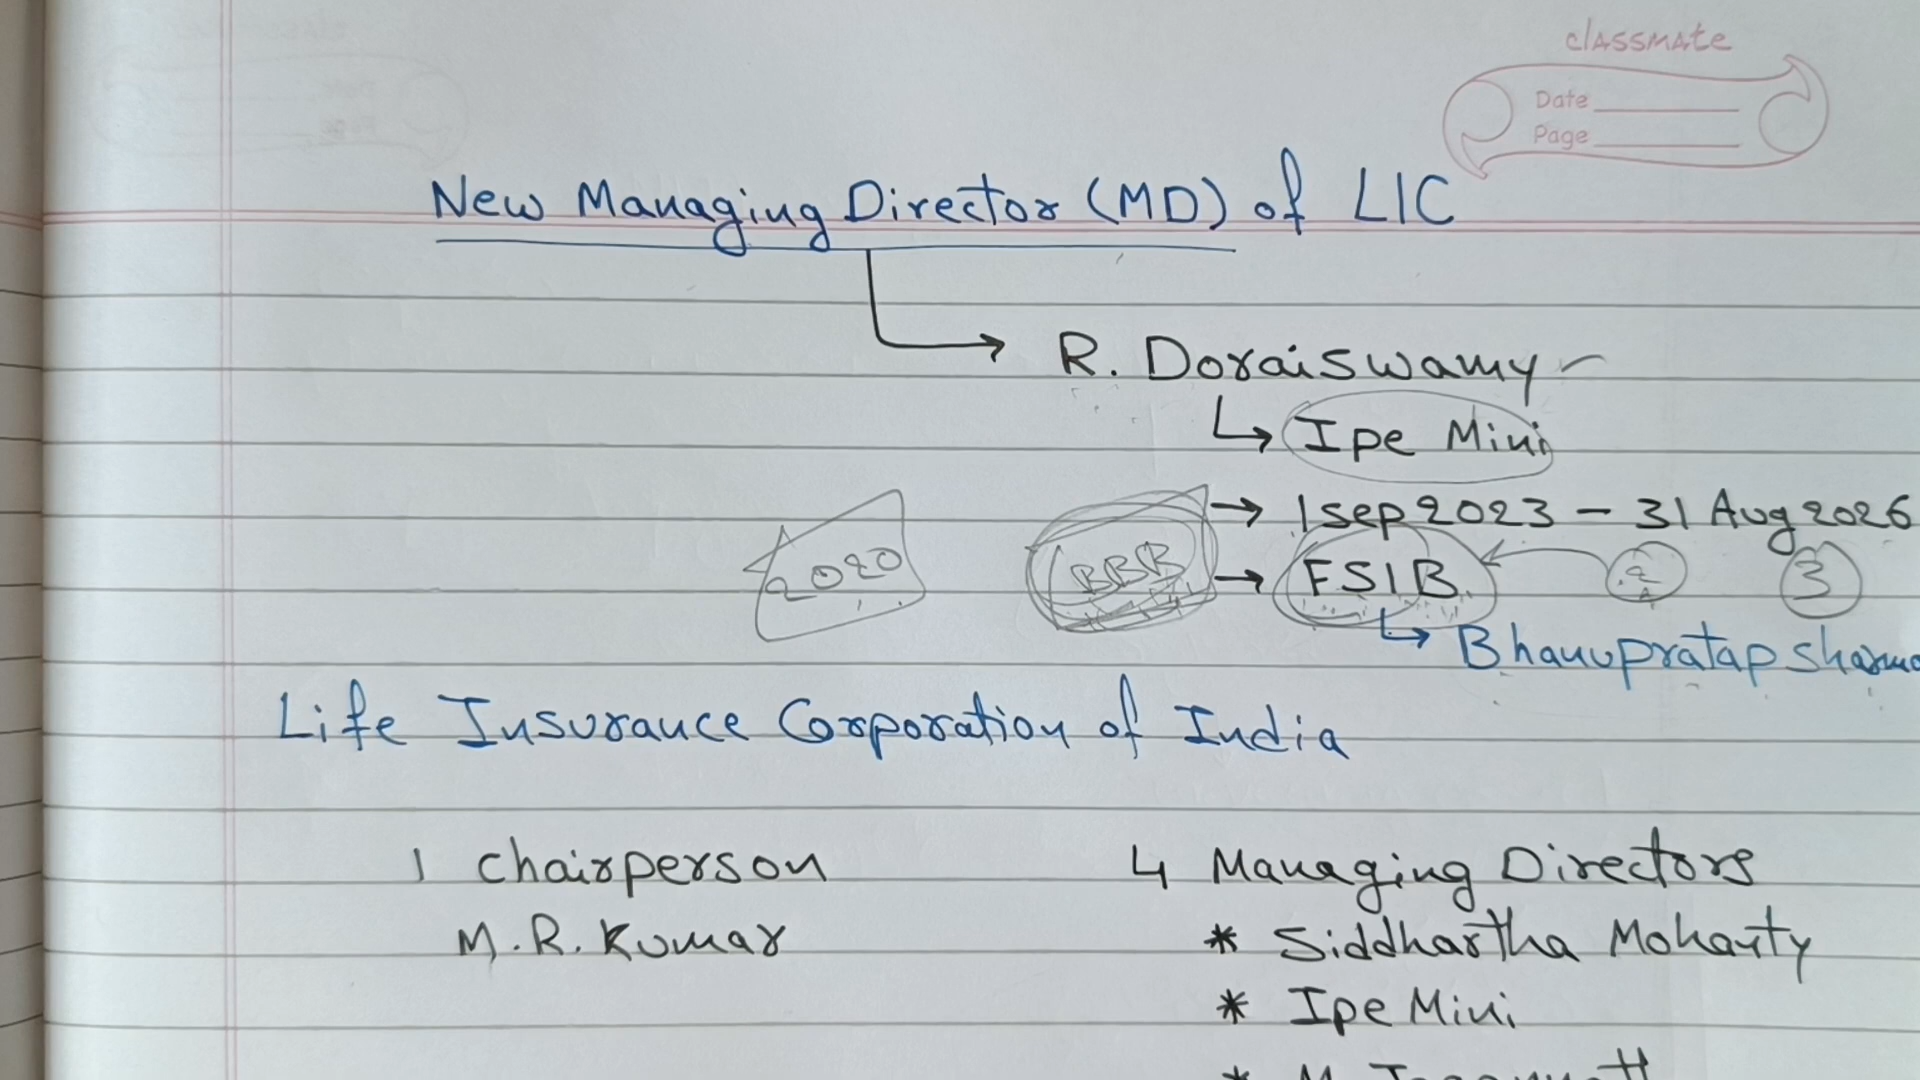 classmate
Date
Page
New Managing Director (MD) of LIC
R. Doraiswamy
Ipe Mini
→ 1 sep 2023 - 31 Aug 2026
2020 BBB → FSIB 2 3
Bhanupratap sharma
Life Insurance Corporation of India
1 Chairperson 4 Managing Directors
M. R. Kumar * Siddhartha Mohanty
* Ipe Mini
* M.